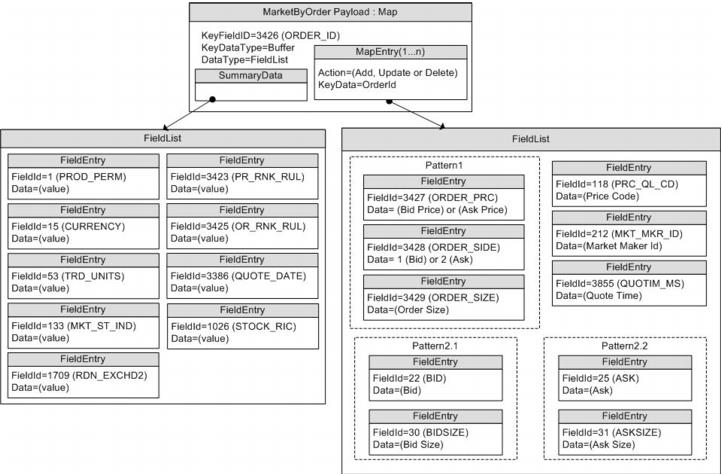 MarketByOrder Payload : Map
KeyFieldID=3426 (ORDER_ID)
KeyDataType=Buffer
DataType=FieldList
SummaryData
MapEntry(1...n)
Action=(Add, Update or Delete)
KeyData=OrderId
FieldList
FieldEntry
FieldId=1 (PROD_PERM)
Data=(value)
FieldEntry
FieldId=15 (CURRENCY)
Data=(value)
FieldEntry
FieldId=53 (TRD_UNITS)
Data=(value)
FieldEntry
FieldId=133 (MKT_ST_IND)
Data=(value)
FieldEntry
FieldId=1709 (RDN_EXCHD2)
Data=(value)
FieldEntry
FieldId=3423 (PR_RNK_RUL)
Data=(value)
FieldEntry
FieldId=3425 (OR_RNK_RUL)
Data=(value)
FieldEntry
FieldId=3386 (QUOTE_DATE)
Data=(value)
FieldEntry
FieldId=1026 (STOCK_RIC)
Data=(value)
FieldList
Pattern1
FieldEntry
FieldId=3427 (ORDER_PRC)
Data= (Bid Price) or (Ask Price)
FieldEntry
FieldId=3428 (ORDER_SIDE)
Data= 1 (Bid) or 2 (Ask)
FieldEntry
FieldId=3429 (ORDER_SIZE)
Data=(Order Size)
FieldEntry
FieldId=118 (PRC_QL_CD)
Data=(Price Code)
FieldEntry
FieldId=212 (MKT_MKR_ID)
Data=(Market Maker Id)
FieldEntry
FieldId=3855 (QUOTIM_MS)
Data=(Quote Time)
Pattern2.1
FieldEntry
FieldId=22 (BID)
Data=(Bid)
FieldEntry
FieldId=30 (BIDSIZE)
Data=(Bid Size)
Pattern2.2
FieldEntry
FieldId=25 (ASK)
Data=(Ask)
FieldEntry
FieldId=31 (ASKSIZE)
Data=(Ask Size)